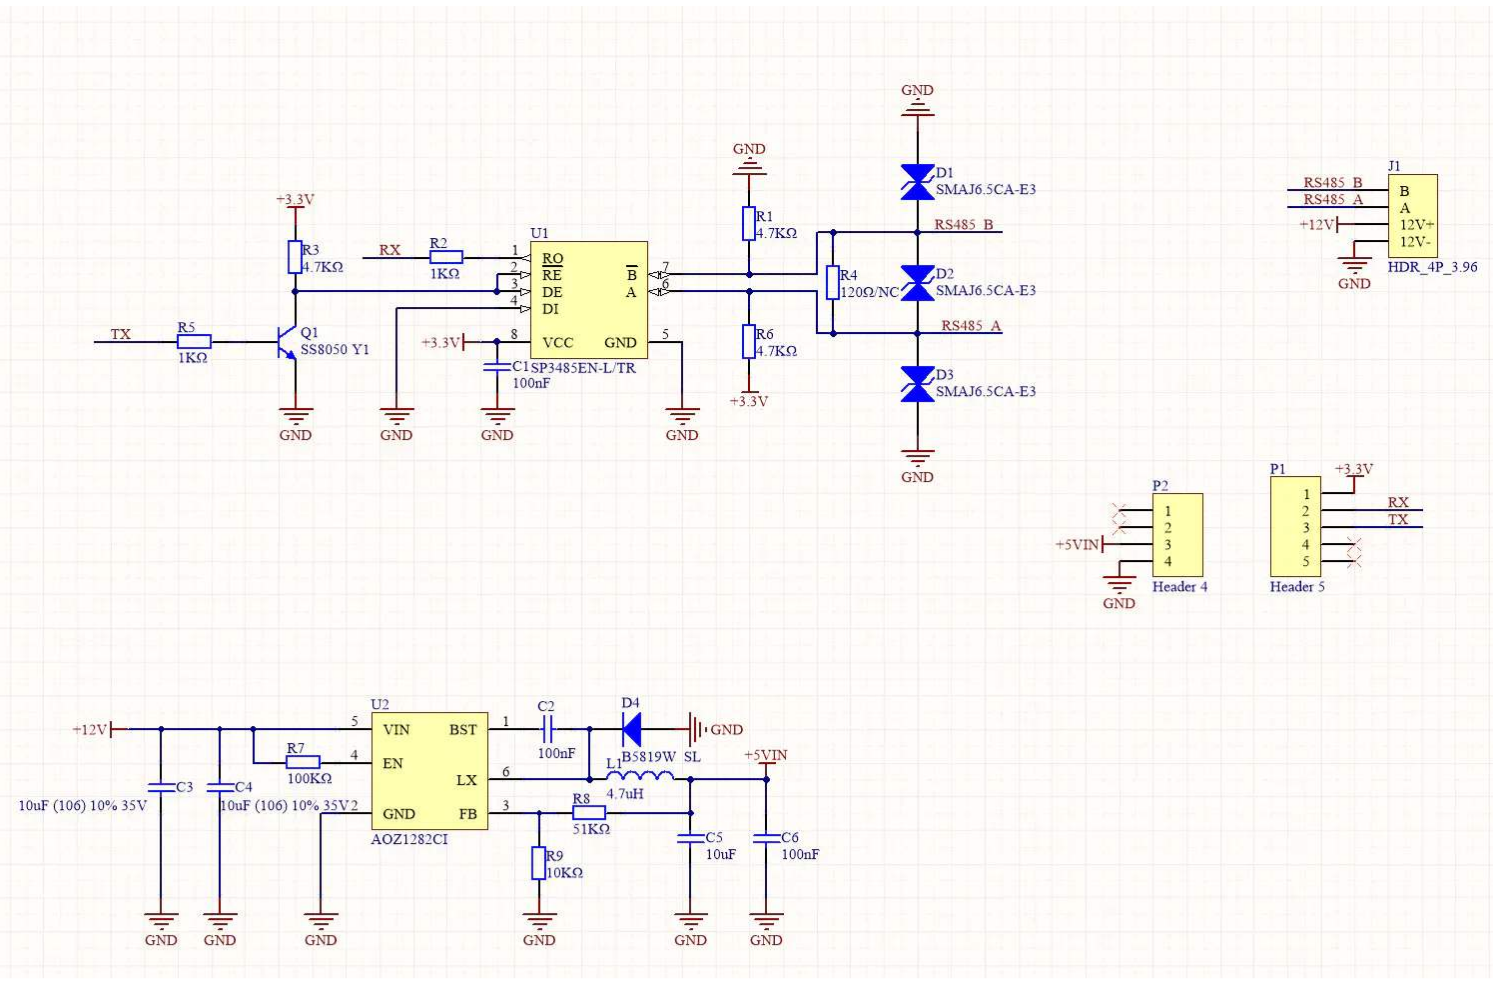 GND
D1
SMAJ6.5CA-E3
GND
R1
4.7KΩ
RS485_B
D2
SMAJ6.5CA-E3
R4
120Ω/NC
RS485_A
R6
4.7KΩ
+3.3V
D3
SMAJ6.5CA-E3
GND
+3.3V
R3
4.7KΩ
RX
R2
1KΩ
U1
1 RO
2 RE
3 DE
4 DI
8 VCC
B 7
A 6
GND 5
SP3485EN-L/TR
+3.3V
C1
100nF
TX
R5
1KΩ
Q1
SS8050 Y1
GND
GND
GND
GND
J1
RS485_B
B
RS485_A
A
+12V
12V+
12V-
HDR_4P_3.96
GND
P2
1
2
+5VIN
3
4
Header 4
GND
P1
+3.3V
1
2
RX
3
TX
4
5
Header 5
U2
+12V
5 VIN
R7
100KΩ
4 EN
2 GND
BST 1
LX 6
FB 3
AOZ1282CI
C3
10uF (106) 10% 35V
C4
10uF (106) 10% 35V
C2
100nF
D4
B5819W SL
GND
L1
4.7uH
+5VIN
R8
51KΩ
R9
10KΩ
C5
10uF
C6
100nF
GND
GND
GND
GND
GND
GND